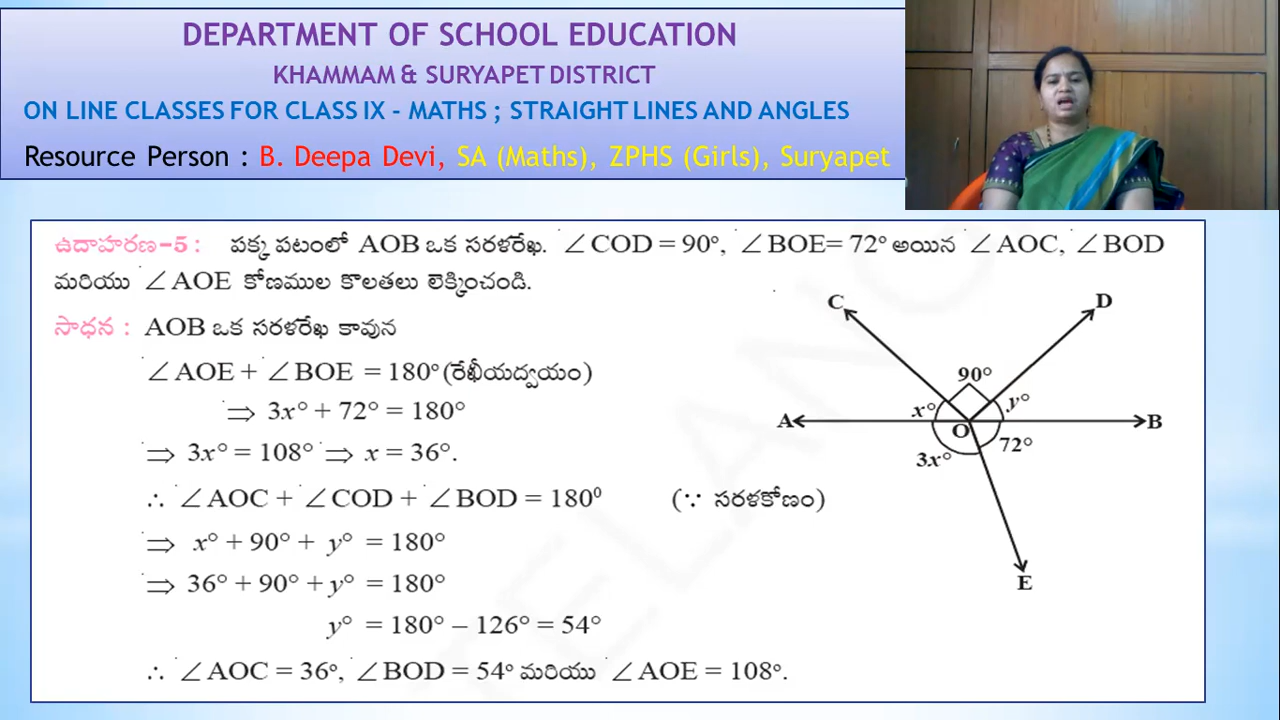 DEPARTMENT OF SCHOOL EDUCATION
KHAMMAM & SURYAPET DISTRICT
ON LINE CLASSES FOR CLASS IX - MATHS ; STRAIGHT LINES AND ANGLES
Resource Person : B. Deepa Devi, SA (Maths), ZPHS (Girls), Suryapet
ఉదాహరణ-5 : పక్క పటంలో AOB ఒక సరళరేఖ. ∠COD = 90°, ∠BOE= 72° అయిన ∠AOC, ∠BOD
మరియు ∠AOE కోణముల కొలతలు లెక్కించండి.
సాధన : AOB ఒక సరళరేఖ కావున
∠AOE + ∠BOE = 180° (రేఖీయద్వయం)
⇒ 3x° + 72° = 180°
⇒ 3x° = 108° ⇒ x = 36°.
∴ ∠AOC + ∠COD + ∠BOD = 180⁰ (∵ సరళకోణం)
⇒ x° + 90° + y° = 180°
⇒ 36° + 90° + y° = 180°
y° = 180° – 126° = 54°
∴ ∠AOC = 36°, ∠BOD = 54° మరియు ∠AOE = 108°.
C D
90°
x° y°
A O B
3x° 72°
E
TELANG